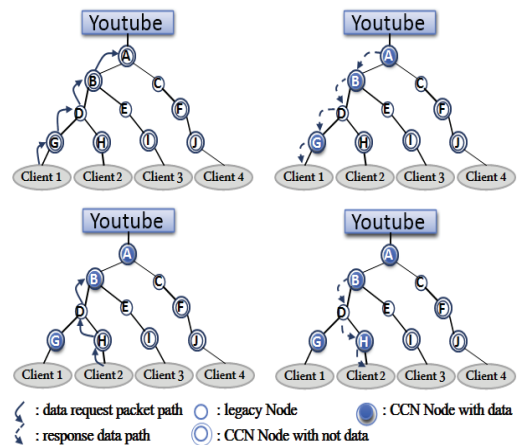 Youtube Youtube
A A
B C B C
D E F D E F
G H I J G H I J
Client 1 Client 2 Client 3 Client 4 Client 1 Client 2 Client 3 Client 4
Youtube Youtube
A A
B C B C
D E F D E F
G H I J G H I J
Client 1 Client 2 Client 3 Client 4 Client 1 Client 2 Client 3 Client 4
: data request packet path : legacy Node : CCN Node with data
: response data path : CCN Node with not data